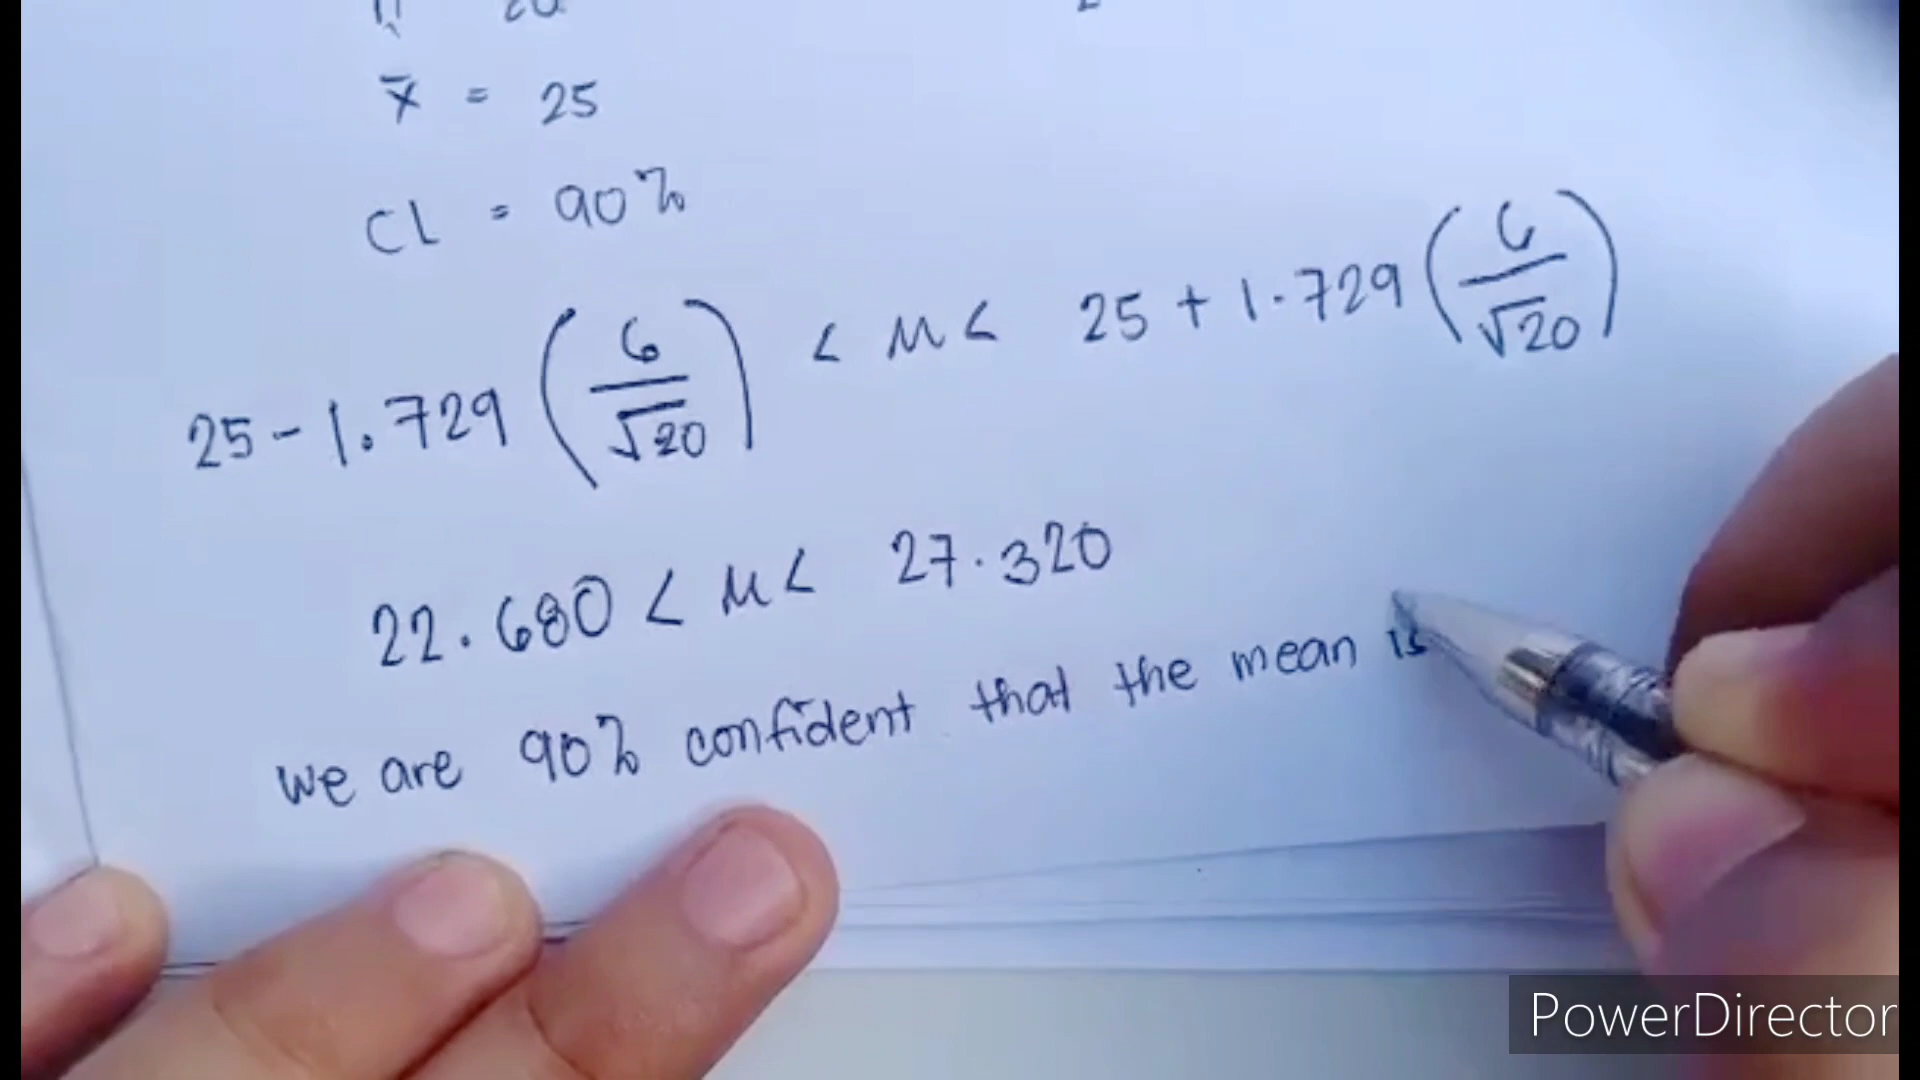 x̄ = 25
CL = 90%
25 - 1.729 (6/√20) < μ < 25 + 1.729 (6/√20)
22.680 < μ < 27.320
we are 90% confident that the mean is
PowerDirector